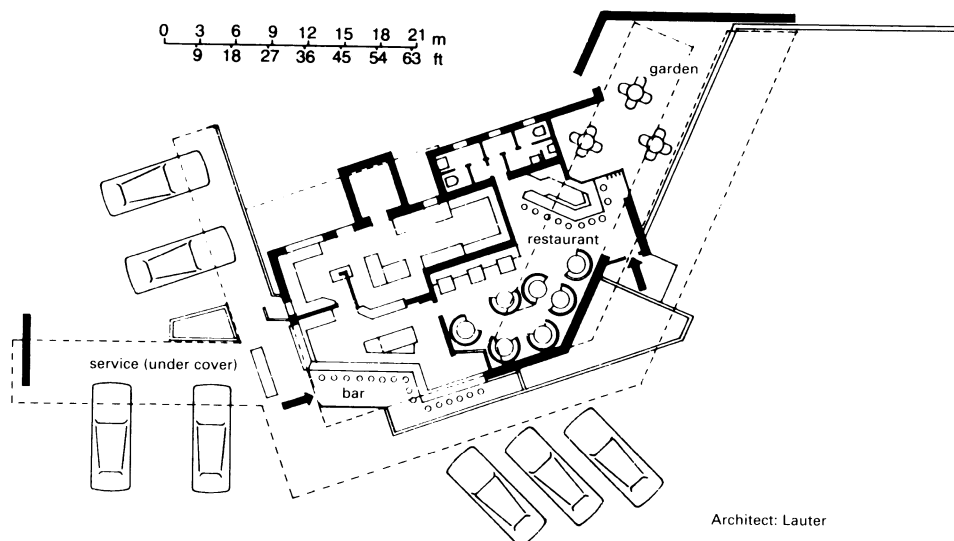 0 3 6 9 12 15 18 21 m
9 18 27 36 45 54 63 ft
garden
restaurant
service (under cover)
bar
Architect: Lauter